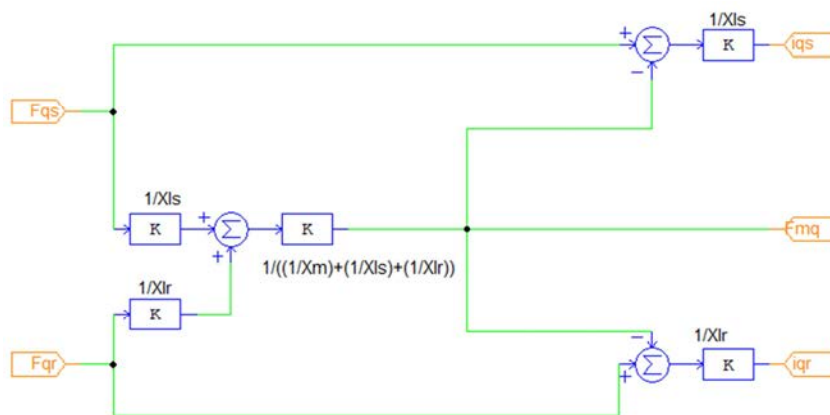 1/Xls
+
Σ
K
iqs
−
Fqs
1/Xls
K
+
Σ
K
Fmq
+
1/((1/Xm)+(1/Xls)+(1/Xlr))
1/Xlr
K
−
1/Xlr
Fqr
Σ
K
iqr
+